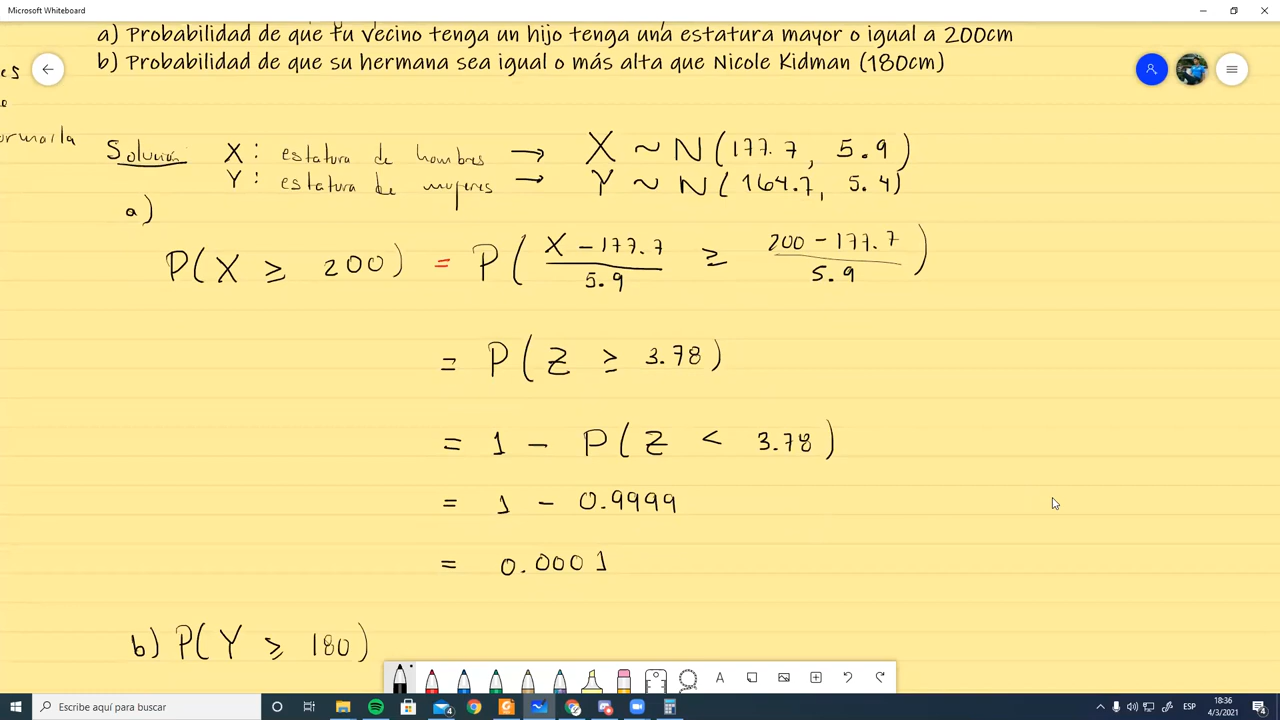 Microsoft Whiteboard
a) Probabilidad de que tu vecino tenga un hijo tenga una estatura mayor o igual a 200cm
b) Probabilidad de que su hermana sea igual o más alta que Nicole Kidman (180cm)
Solución X: estatura de hombres → X ~ N(177.7, 5.9)
Y: estatura de mujeres → Y ~ N(164.7, 5.4)
a)
P(X ≥ 200) = P( (X - 177.7)/5.9 ≥ (200 - 177.7)/5.9 )
= P(Z ≥ 3.78)
= 1 - P(Z < 3.78)
= 1 - 0.9999
= 0.0001
b) P(Y ≥ 180)
Escribe aquí para buscar
ESP
18:36
4/3/2021